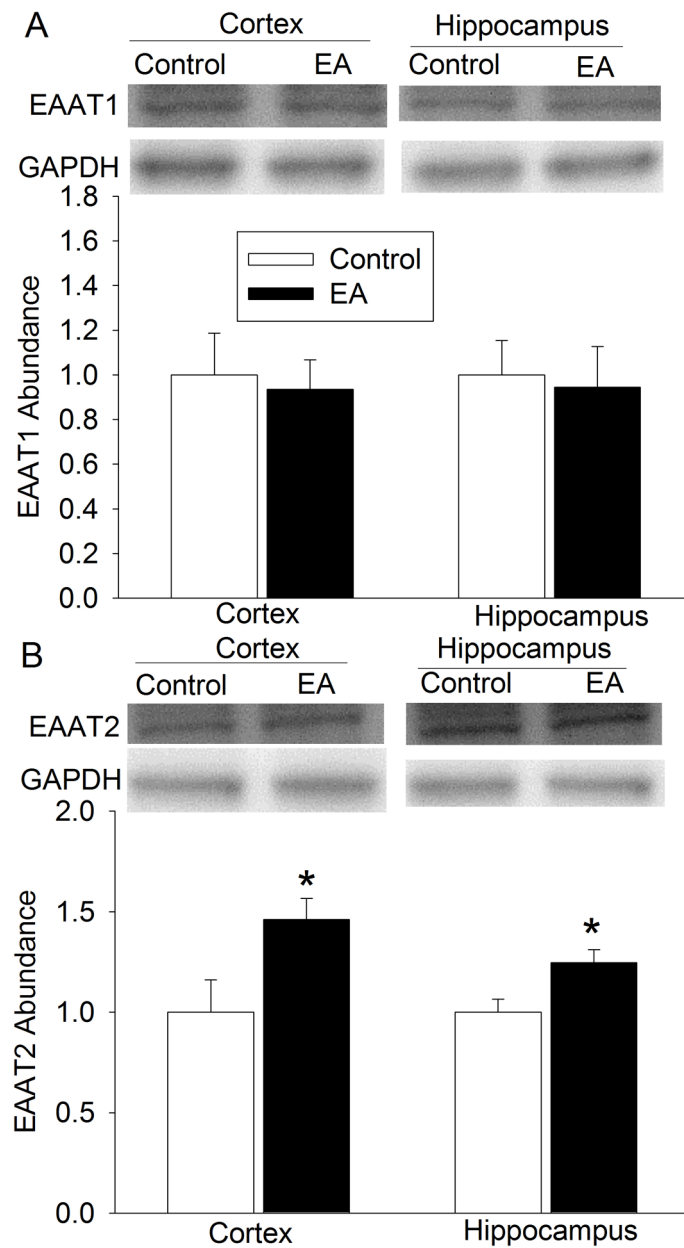 A
Cortex Hippocampus
Control EA Control EA
EAAT1
GAPDH
1.8
1.6
1.4
1.2
1.0
0.8
0.6
0.4
0.2
0.0
EAAT1 Abundance
Control
EA
Cortex Hippocampus
B
Cortex Hippocampus
Control EA Control EA
EAAT2
GAPDH
2.0
1.5
1.0
0.5
0.0
EAAT2 Abundance
* *
Cortex Hippocampus